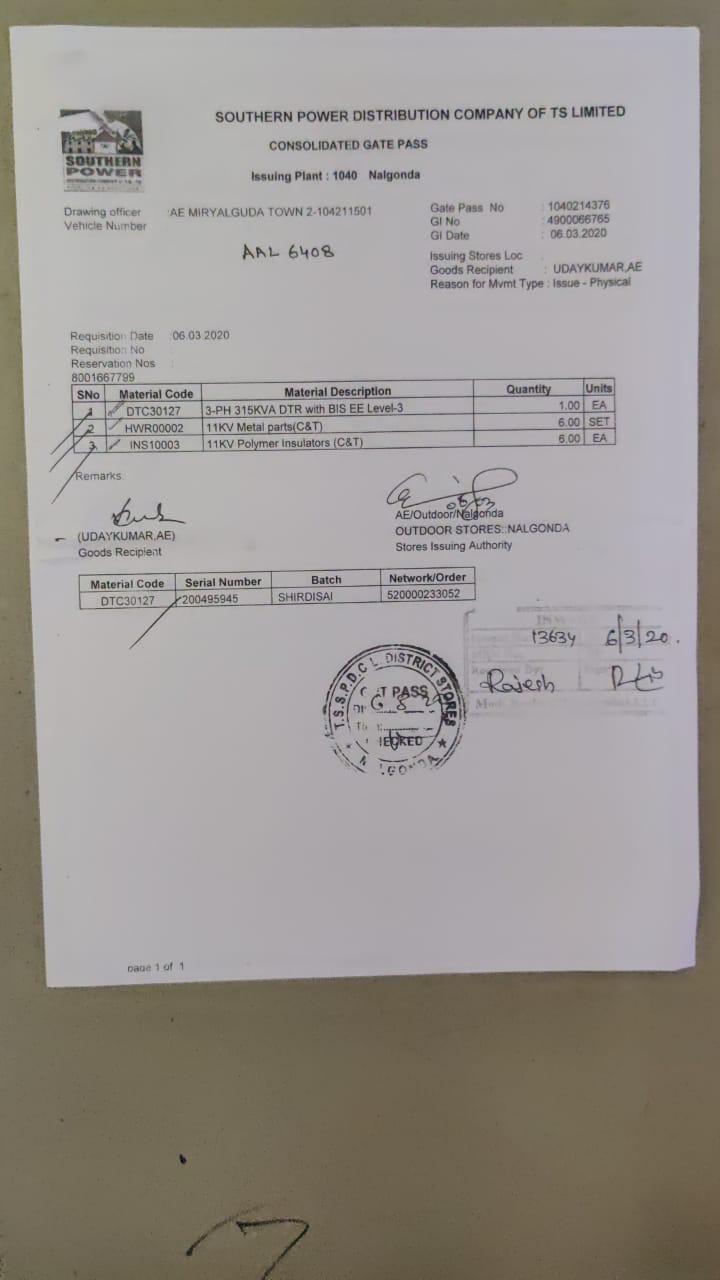 SOUTHERN POWER DISTRIBUTION COMPANY OF TS LIMITED
CONSOLIDATED GATE PASS
Issuing Plant : 1040 Nalgonda
SOUTHERN
POWER
Drawing officer :AE MIRYALGUDA TOWN 2-104211501
Vehicle Number
AAL 6408
Gate Pass No : 1040214376
GI No : 4900066765
GI Date : 06.03.2020
Issuing Stores Loc
Goods Recipient : UDAYKUMAR,AE
Reason for Mvmt Type : Issue - Physical
Requisition Date :06.03.2020
Requisition No :
Reservation Nos :
8001667799
SNo Material Code Material Description Quantity Units
1 DTC30127 3-PH 315KVA DTR with BIS EE Level-3 1.00 EA
2 HWR00002 11KV Metal parts(C&T) 6.00 SET
3 INS10003 11KV Polymer Insulators (C&T) 6.00 EA
Remarks:
(UDAYKUMAR,AE)
Goods Recipient
AE/Outdoor/Nalgonda
OUTDOOR STORES::NALGONDA
Stores Issuing Authority
Material Code Serial Number Batch Network/Order
DTC30127 200495945 SHIRDISAI 520000233052
13634 6/3/20.
Rajesh
T.S.S.P.D.C.L. DISTRICT STORES
PASS
NALGONDA
page 1 of 1